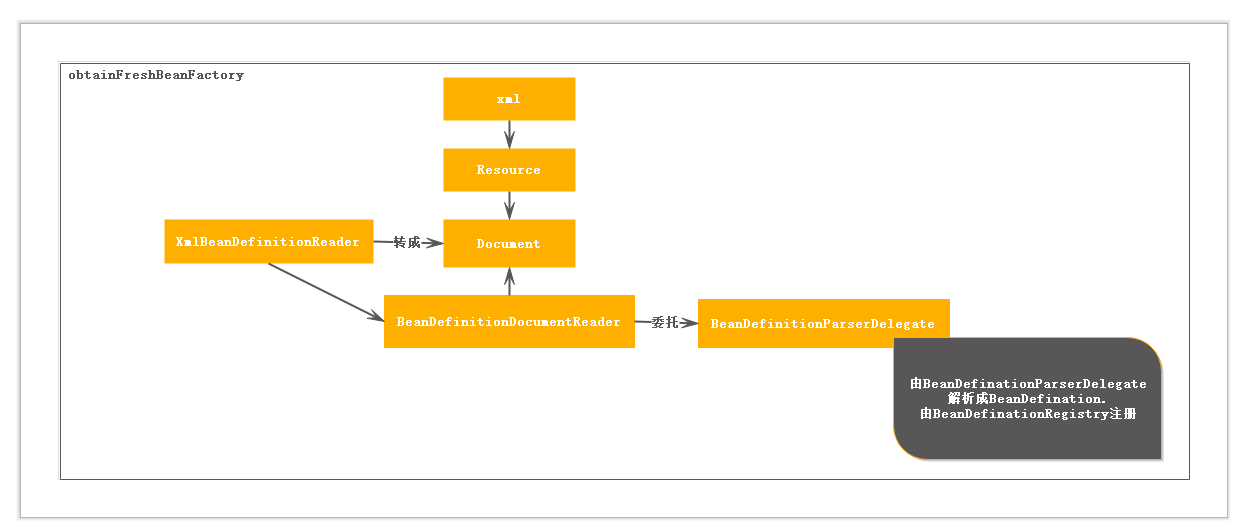 obtainFreshBeanFactory
xml
Resource
XmlBeanDefinitionReader
转成
Document
BeanDefinitionDocumentReader
委托
BeanDefinitionParserDelegate
由BeanDefinationParserDelegate
解析成BeanDefination.
由BeanDefinationRegistry注册